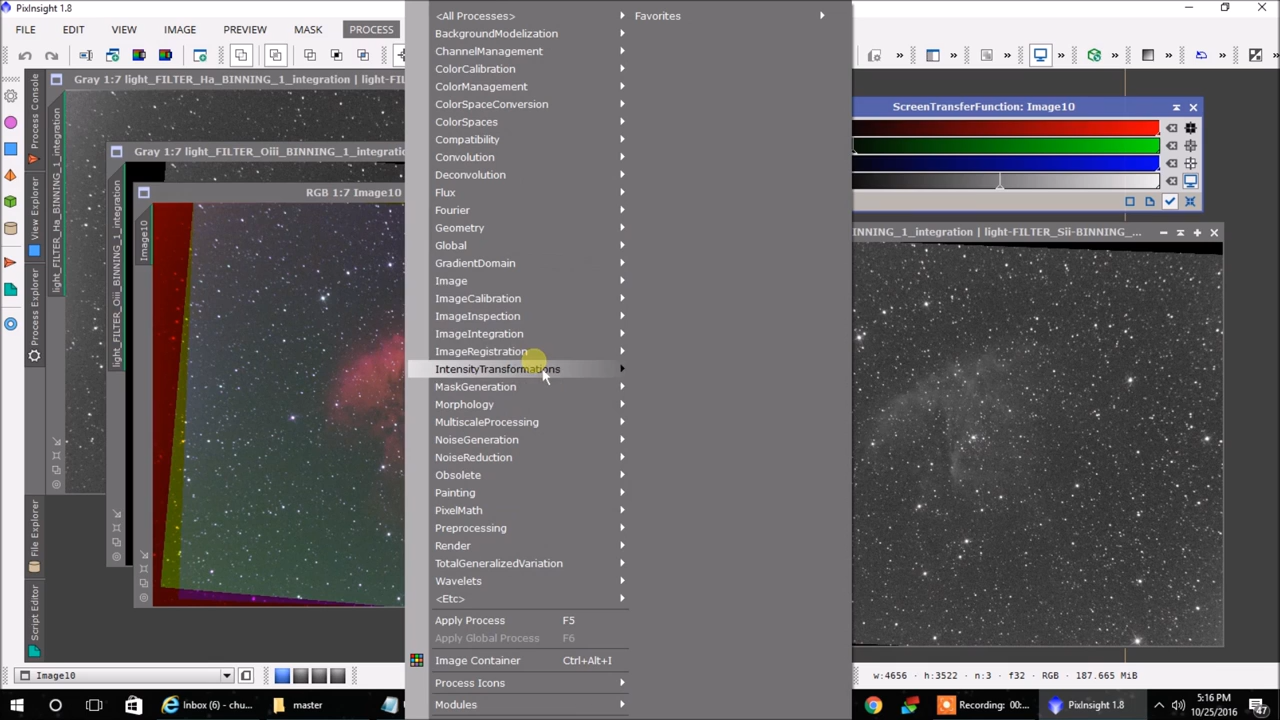 PixInsight 1.8
FILE EDIT VIEW IMAGE PREVIEW MASK PROCESS
Gray 1:7 light_FILTER_Ha_BINNING_1_integration | light-F
Gray 1:7 light_FILTER_Oiii_BINNING_1_integratio
RGB 1:7 Image10
Process Console
View Explorer
Process Explorer
File Explorer
Script Editor
light_FILTER_Ha_BINNING_1_integration
light_FILTER_Oiii_BINNING_1_integration
Image10
<All Processes>
BackgroundModelization
ChannelManagement
ColorCalibration
ColorManagement
ColorSpaceConversion
ColorSpaces
Compatibility
Convolution
Deconvolution
Flux
Fourier
Geometry
Global
GradientDomain
Image
ImageCalibration
ImageInspection
ImageIntegration
ImageRegistration
IntensityTransformations
MaskGeneration
Morphology
MultiscaleProcessing
NoiseGeneration
NoiseReduction
Obsolete
Painting
PixelMath
Preprocessing
Render
TotalGeneralizedVariation
Wavelets
<Etc>
Apply Process F5
Apply Global Process F6
Image Container Ctrl+Alt+I
Process Icons
Modules
Favorites
ScreenTransferFunction: Image10
BINNING_1_integration | light-FILTER_Sii-BINNING_...
Image10
w:4656 h:3522 n:3 f32 RGB 187.665 MiB
Inbox (6) - chu...
master
Recording: 00:...
PixInsight 1.8
5:16 PM
10/25/2016
47